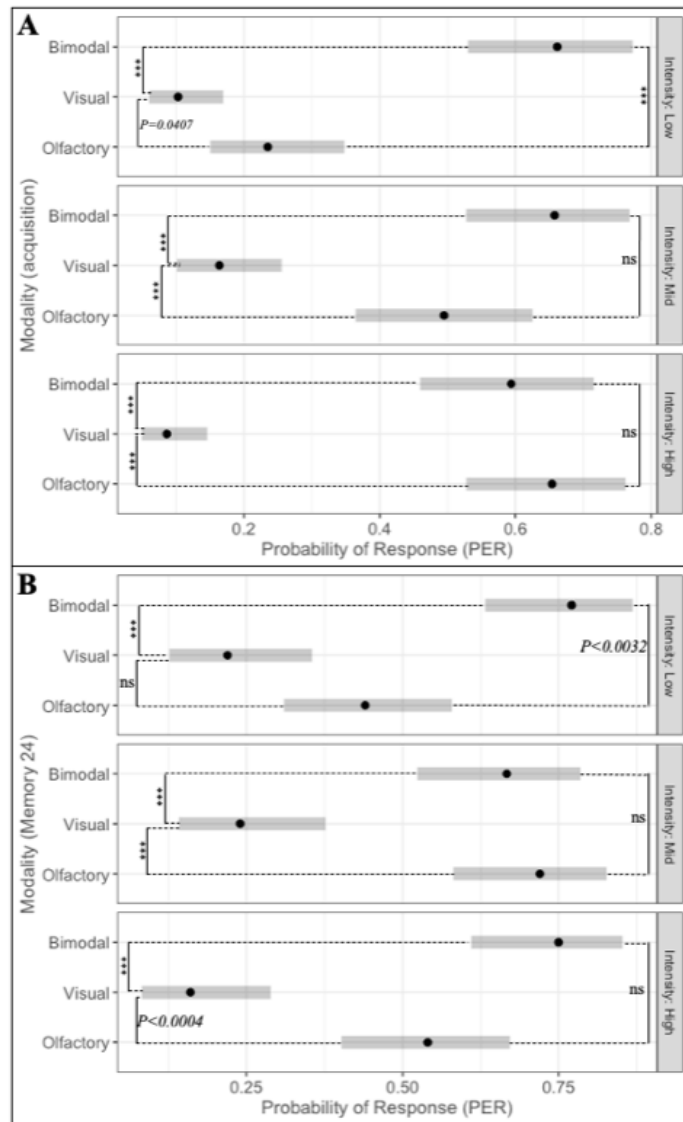 A
Modality (acquisition)
Bimodal
Visual
Olfactory
***
P=0.0407
***
Intensity: Low
Bimodal
Visual
Olfactory
***
***
ns
Intensity: Mid
Bimodal
Visual
Olfactory
***
***
ns
Intensity: High
0.2 0.4 0.6 0.8
Probability of Response (PER)
B
Modality (Memory 24)
Bimodal
Visual
Olfactory
***
ns
P<0.0032
Intensity: Low
Bimodal
Visual
Olfactory
***
***
ns
Intensity: Mid
Bimodal
Visual
Olfactory
***
P<0.0004
ns
Intensity: High
0.25 0.50 0.75
Probability of Response (PER)